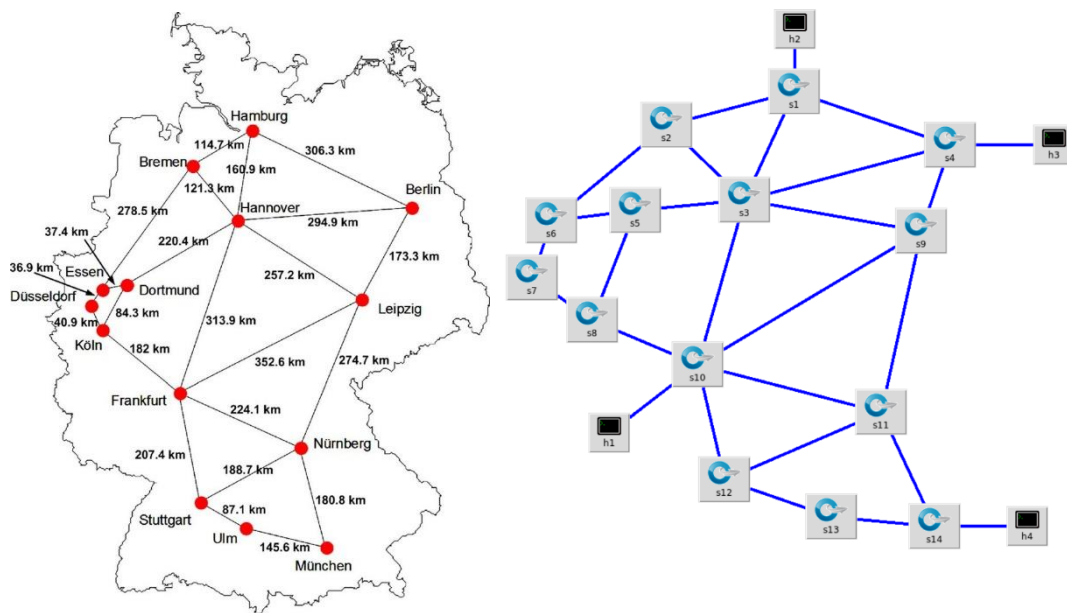 Hamburg
114.7 km
306.3 km
Bremen
160.9 km
121.3 km
Berlin
Hannover
278.5 km
294.9 km
37.4 km
220.4 km
173.3 km
36.9 km
Essen
257.2 km
Düsseldorf
Dortmund
40.9 km
84.3 km
Leipzig
313.9 km
Köln
182 km
352.6 km
274.7 km
Frankfurt
224.1 km
Nürnberg
207.4 km
188.7 km
180.8 km
87.1 km
Stuttgart
Ulm
145.6 km
München
h2
s1
s2
s4
h3
s3
s5
s6
s9
s7
s8
s10
s11
h1
s12
s13
s14
h4